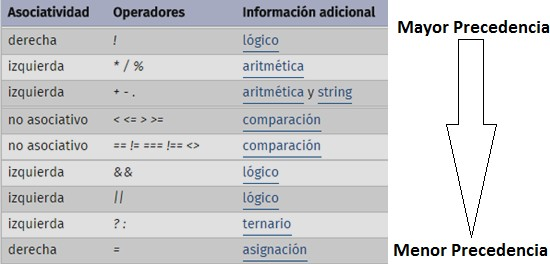 Asociatividad Operadores Información adicional
derecha ! lógico
izquierda * / % aritmética
izquierda + - . aritmética y string
no asociativo < <= > >= comparación
no asociativo == != === !== <> comparación
izquierda && lógico
izquierda || lógico
izquierda ? : ternario
derecha = asignación
Mayor Precedencia
Menor Precedencia